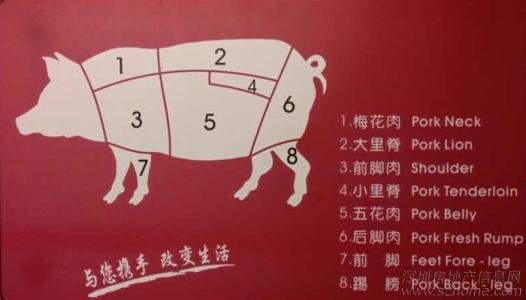 1
2
3
4
5
6
7
8
1.梅花肉 Pork Neck
2.大里脊 Pork Lion
3.前脚肉 Shoulder
4.小里脊 Pork Tenderloin
5.五花肉 Pork Belly
6.后脚肉 Pork Fresh Rump
7.前 脚 Feet Fore - leg
8.踢 膀 Pork Back - leg
与您携手 改变生活
深圳房地产信息网
www.szhome.com